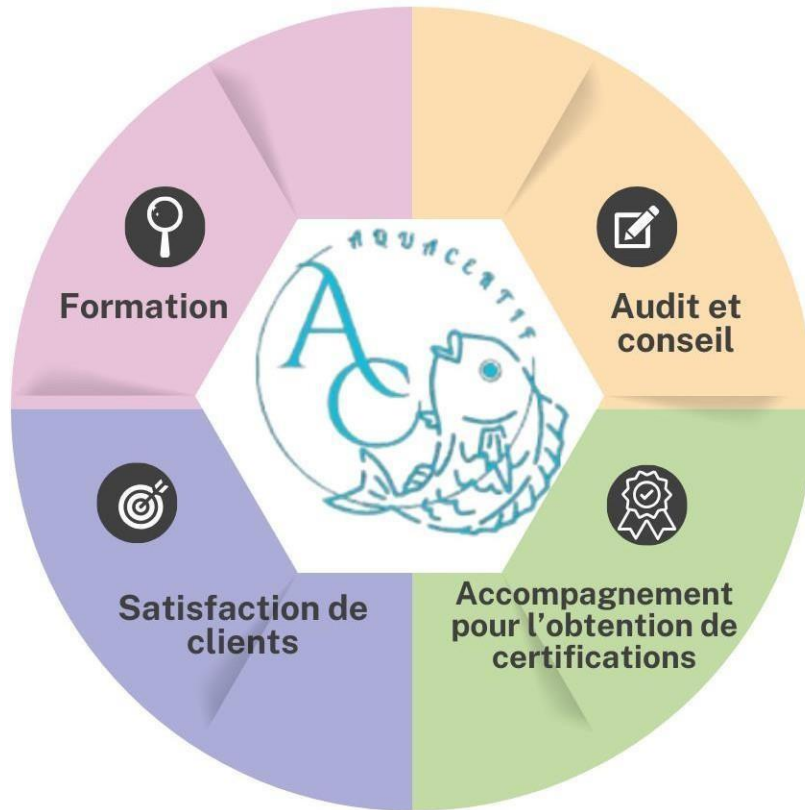 AQUACERTIF
AC
Formation
Audit et
conseil
Satisfaction de
clients
Accompagnement
pour l'obtention de
certifications